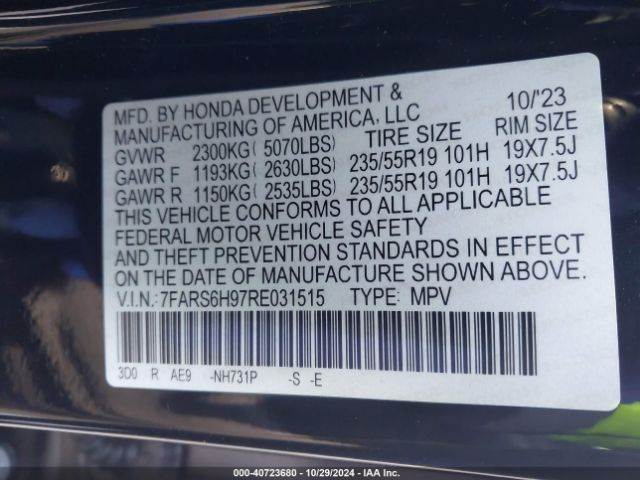 MFD. BY HONDA DEVELOPMENT & 10/'23
MANUFACTURING OF AMERICA, LLC
TIRE SIZE RIM SIZE
GVWR 2300KG( 5070LBS)
GAWR F 1193KG( 2630LBS) 235/55R19 101H 19X7.5J
GAWR R 1150KG( 2535LBS) 235/55R19 101H 19X7.5J
THIS VEHICLE CONFORMS TO ALL APPLICABLE
FEDERAL MOTOR VEHICLE SAFETY
AND THEFT PREVENTION STANDARDS IN EFFECT
ON THE DATE OF MANUFACTURE SHOWN ABOVE.
V.I.N.:7FARS6H97RE031515 TYPE: MPV
3D0 R AE9 -NH731P -S -E
000-40723680 | 10/29/2024 | IAA Inc.